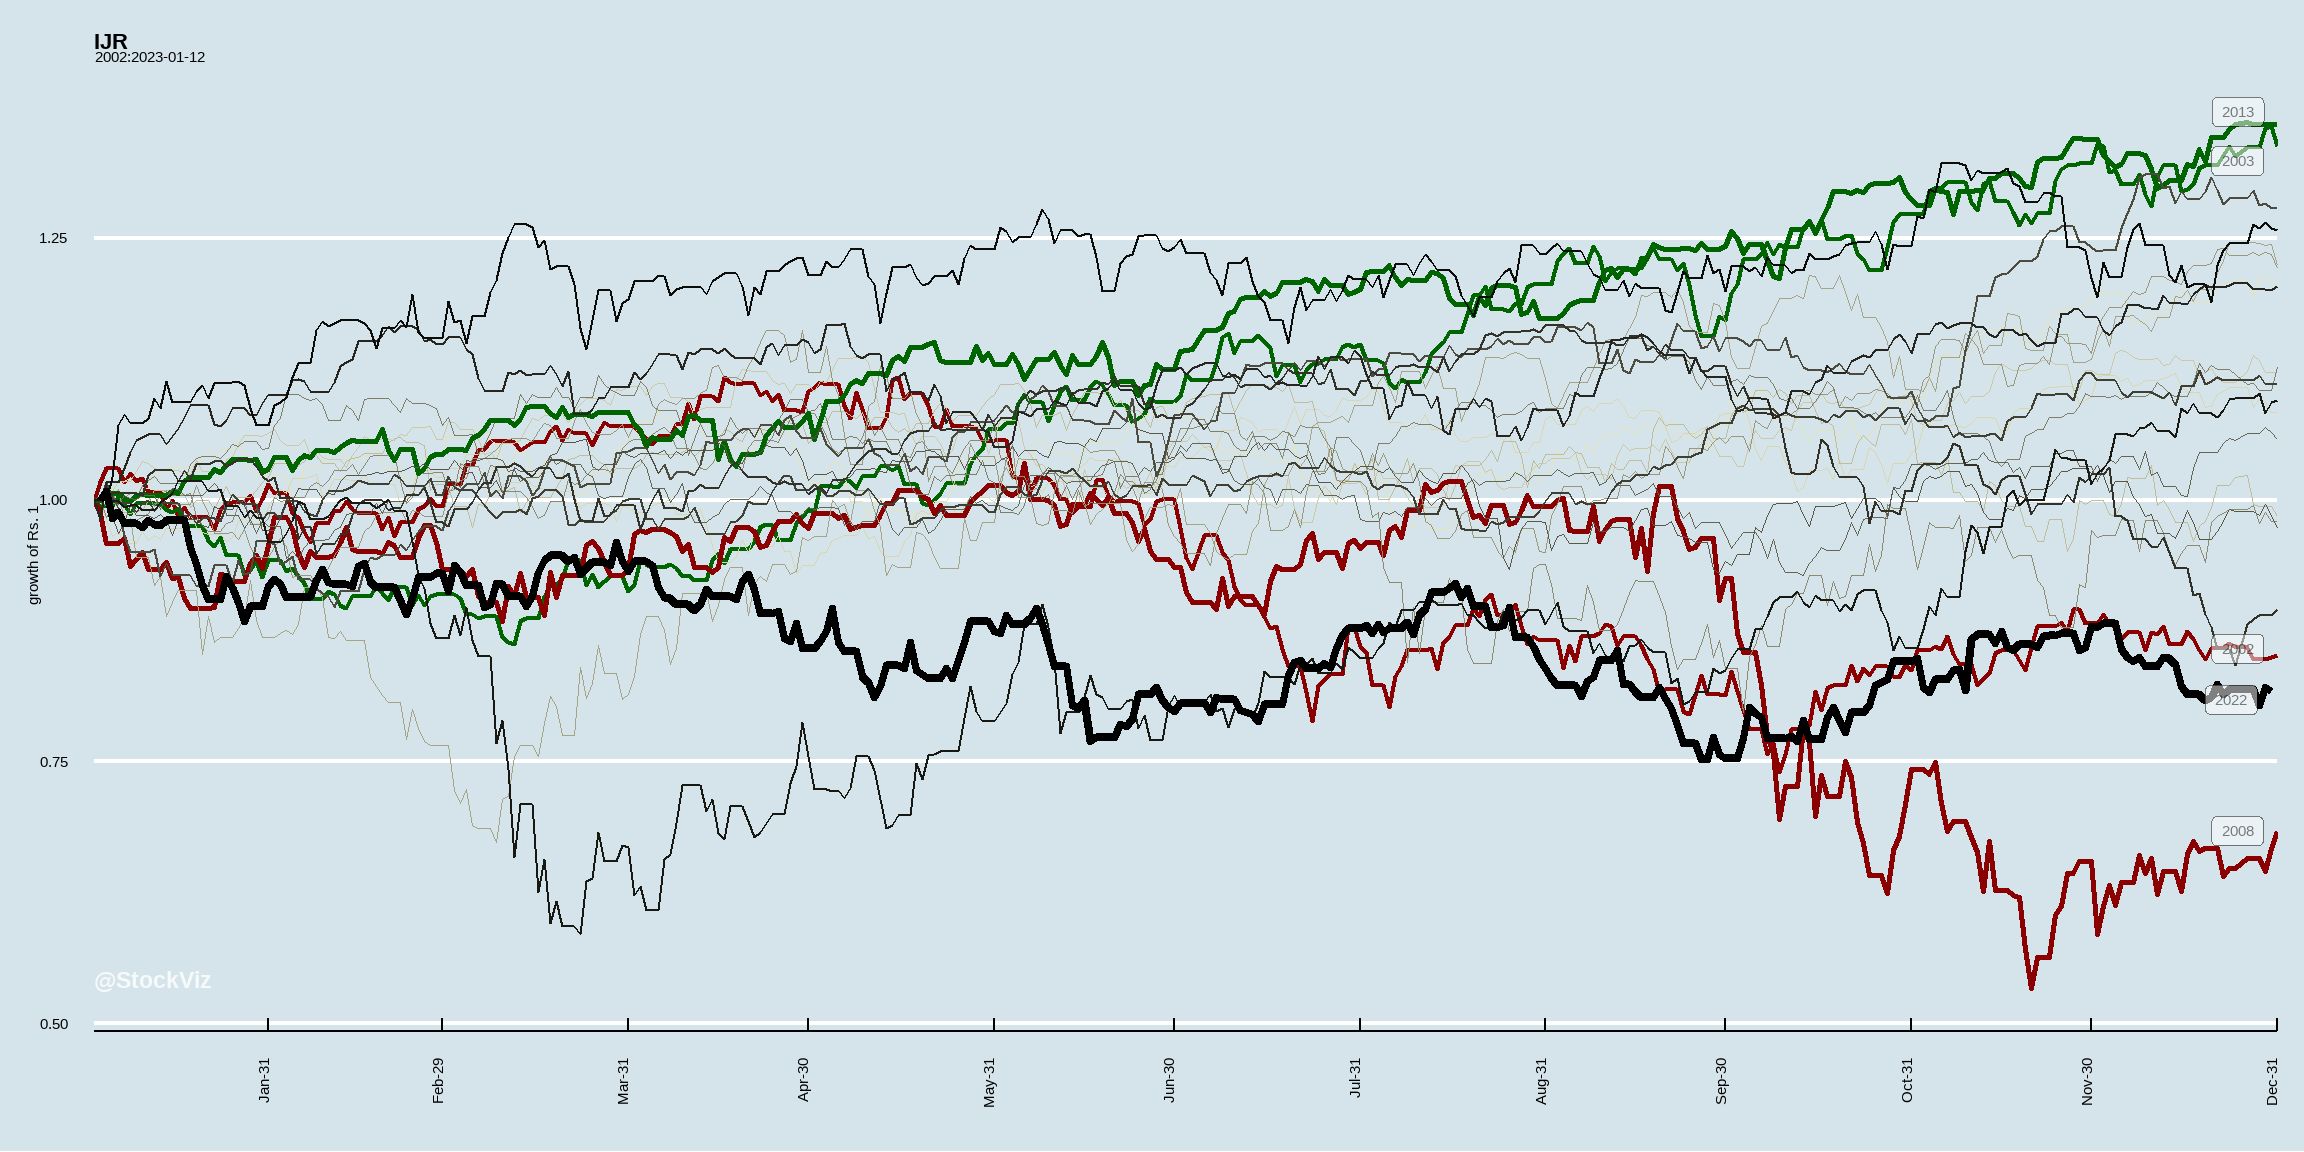 IJR
2002:2023-01-12
2013
2003
1.25
1.00
growth of Rs. 1
2002
2022
0.75
2008
@StockViz
0.50
Jan-31
Feb-29
Mar-31
Apr-30
May-31
Jun-30
Jul-31
Aug-31
Sep-30
Oct-31
Nov-30
Dec-31